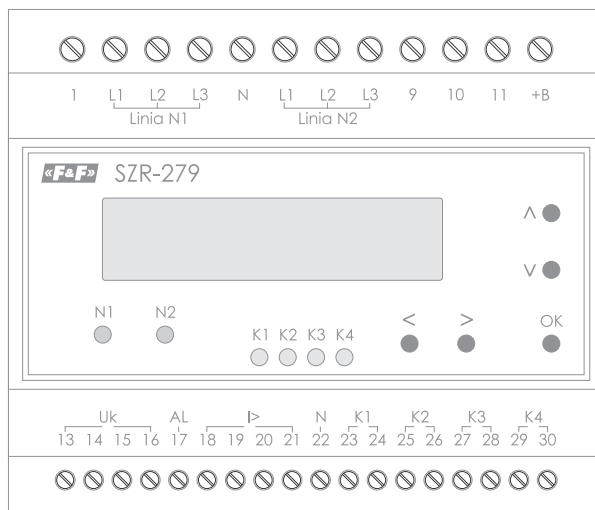 1 L1 L2 L3 N L1 L2 L3 9 10 11 +B
Linia N1 Linia N2
«F&F» SZR-279
Λ
V
N1 N2
K1 K2 K3 K4
< > OK
Uk AL I> N K1 K2 K3 K4
13 14 15 16 17 18 19 20 21 22 23 24 25 26 27 28 29 30